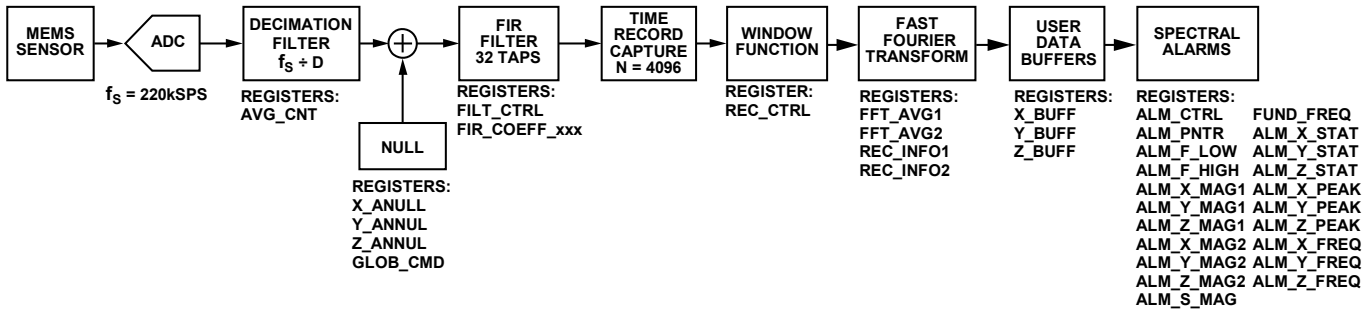 MEMS
SENSOR
ADC
f_S = 220kSPS
DECIMATION
FILTER
f_S ÷ D
REGISTERS:
AVG_CNT
+
NULL
REGISTERS:
X_ANULL
Y_ANNUL
Z_ANNUL
GLOB_CMD
FIR
FILTER
32 TAPS
REGISTERS:
FILT_CTRL
FIR_COEFF_xxx
TIME
RECORD
CAPTURE
N = 4096
WINDOW
FUNCTION
REGISTER:
REC_CTRL
FAST
FOURIER
TRANSFORM
REGISTERS:
FFT_AVG1
FFT_AVG2
REC_INFO1
REC_INFO2
USER
DATA
BUFFERS
REGISTERS:
X_BUFF
Y_BUFF
Z_BUFF
SPECTRAL
ALARMS
REGISTERS:
ALM_CTRL FUND_FREQ
ALM_PNTR ALM_X_STAT
ALM_F_LOW ALM_Y_STAT
ALM_F_HIGH ALM_Z_STAT
ALM_X_MAG1 ALM_X_PEAK
ALM_Y_MAG1 ALM_Y_PEAK
ALM_Z_MAG1 ALM_Z_PEAK
ALM_X_MAG2 ALM_X_FREQ
ALM_Y_MAG2 ALM_Y_FREQ
ALM_Z_MAG2 ALM_Z_FREQ
ALM_S_MAG